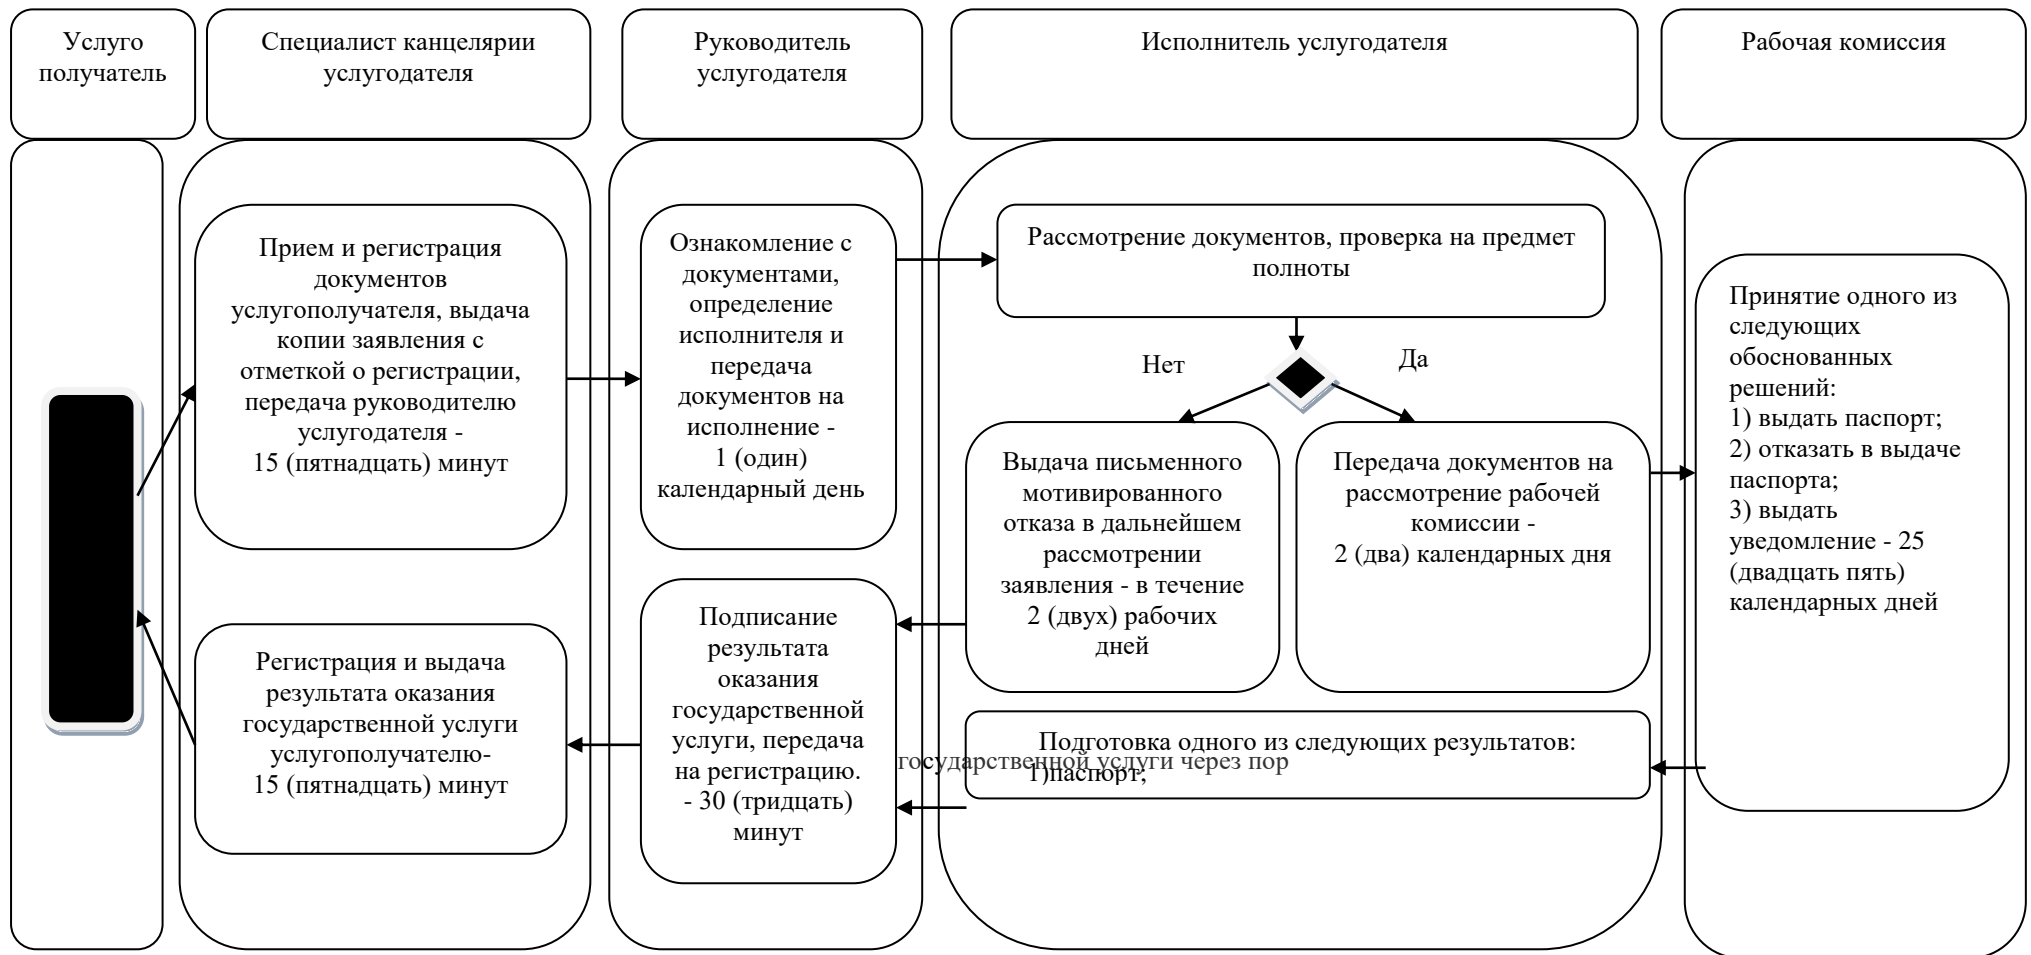 Услуго
получатель
Специалист канцелярии
услугодателя
Руководитель
услугодателя
Исполнитель услугодателя
Рабочая комиссия
Прием и регистрация
документов
услугополучателя, выдача
копии заявления с
отметкой о регистрации,
передача руководителю
услугодателя -
15 (пятнадцать) минут
Ознакомление с
документами,
определение
исполнителя и
передача
документов на
исполнение -
1 (один)
календарный день
Рассмотрение документов, проверка на предмет
полноты
Нет
Да
Выдача письменного
мотивированного
отказа в дальнейшем
рассмотрении
заявления - в течение
2 (двух) рабочих
дней
Передача документов на
рассмотрение рабочей
комиссии -
2 (два) календарных дня
Принятие одного из
следующих
обоснованных
решений:
1) выдать паспорт;
2) отказать в выдаче
паспорта;
3) выдать
уведомление - 25
(двадцать пять)
календарных дней
Подготовка одного из следующих результатов:
государственной услуги через пор
1)паспорт;
Подписание
результата
оказания
государственной
услуги, передача
на регистрацию.
- 30 (тридцать)
минут
Регистрация и выдача
результата оказания
государственной услуги
услугополучателю-
15 (пятнадцать) минут